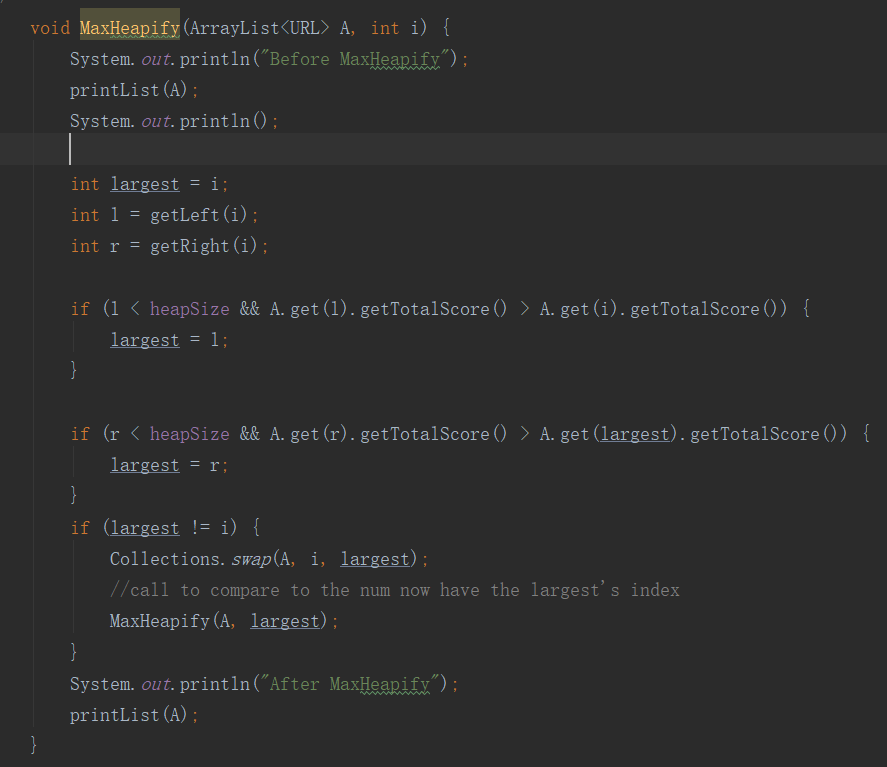 void MaxHeapify(ArrayList<URL> A, int i) {
    System.out.println("Before MaxHeapify");
    printList(A);
    System.out.println();

    int largest = i;
    int l = getLeft(i);
    int r = getRight(i);

    if (l < heapSize && A.get(l).getTotalScore() > A.get(i).getTotalScore()) {
        largest = l;
    }

    if (r < heapSize && A.get(r).getTotalScore() > A.get(largest).getTotalScore()) {
        largest = r;
    }
    if (largest != i) {
        Collections.swap(A, i, largest);
        //call to compare to the num now have the largest's index
        MaxHeapify(A, largest);
    }
    System.out.println("After MaxHeapify");
    printList(A);
}